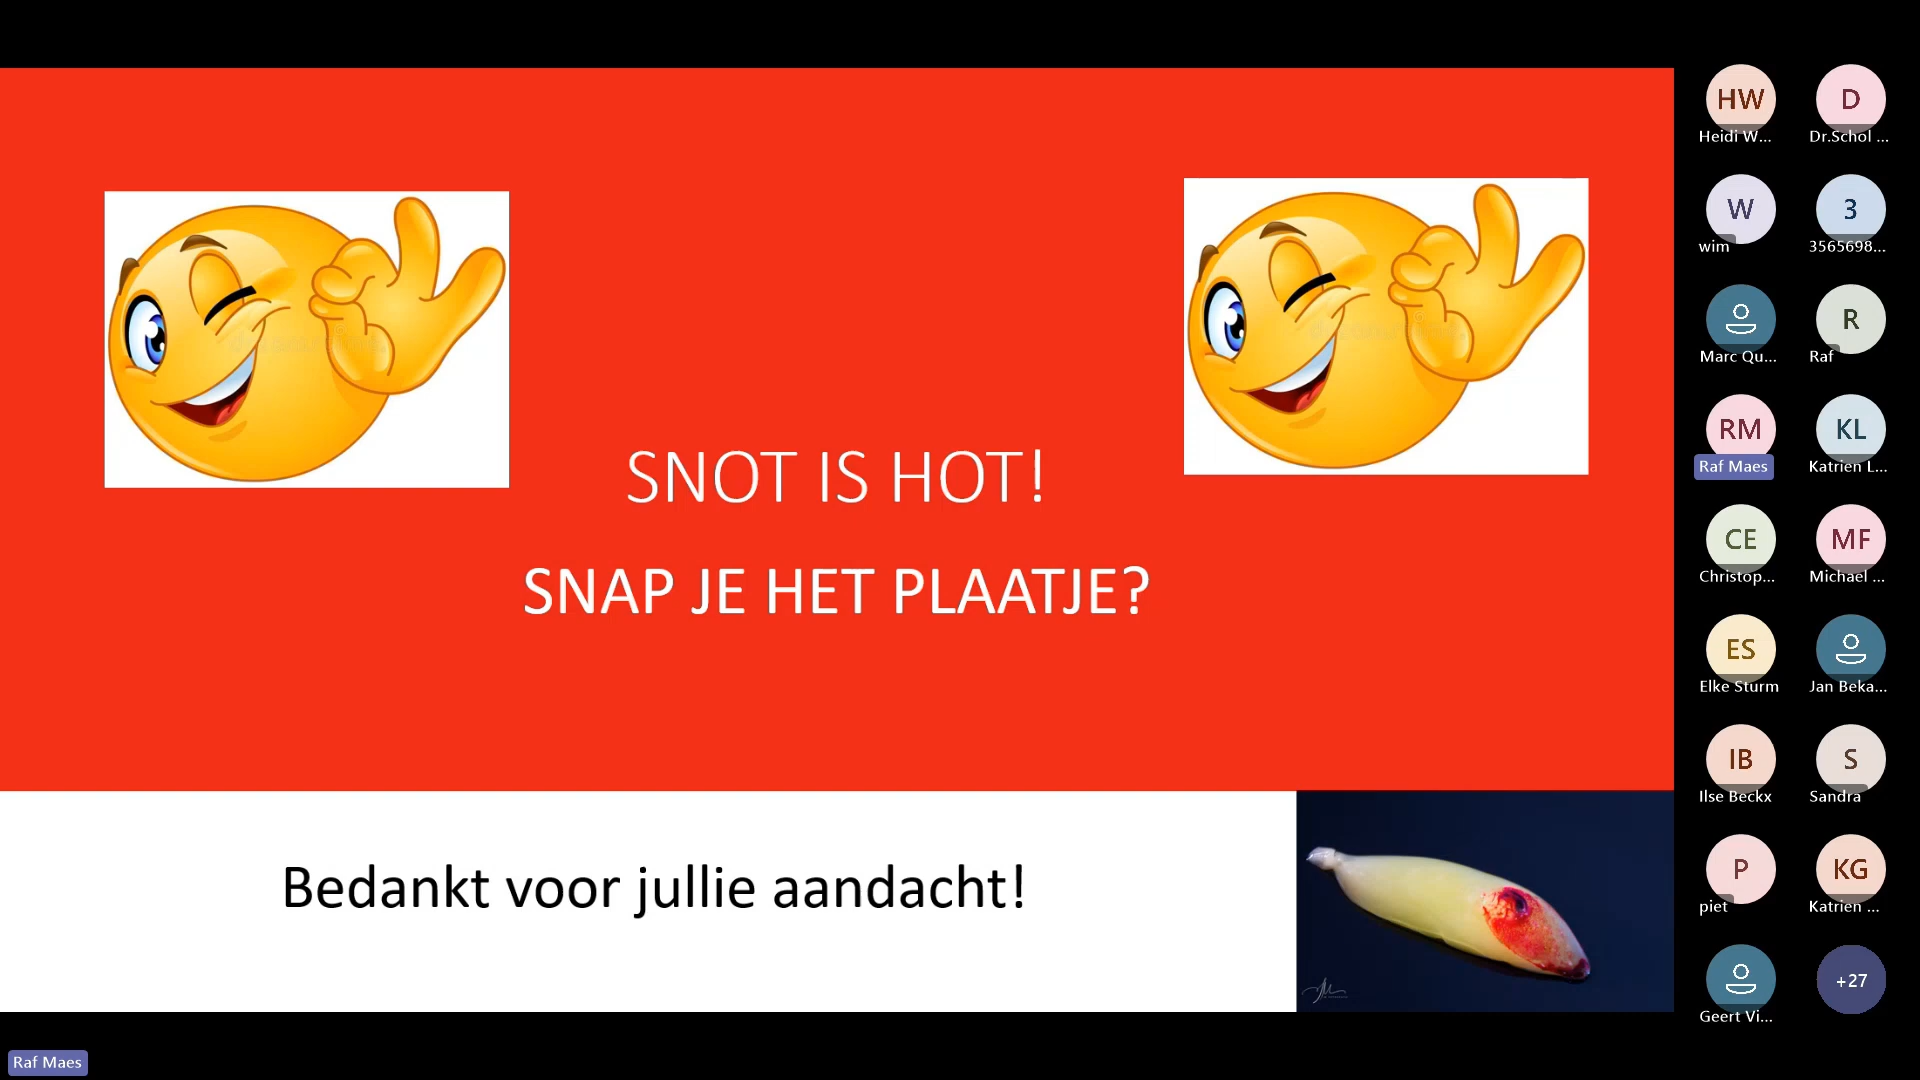 SNOT IS HOT!
SNAP JE HET PLAATJE?
Bedankt voor jullie aandacht!
HW
Heidi W...
D
Dr.Schol ...
W
wim
3
3565698...
Marc Qu...
R
Raf
RM
Raf Maes
KL
Katrien L...
CE
Christop...
MF
Michael ...
ES
Elke Sturm
Jan Beka...
IB
Ilse Beckx
S
Sandra
P
piet
KG
Katrien ...
Geert Vi...
+27
Raf Maes